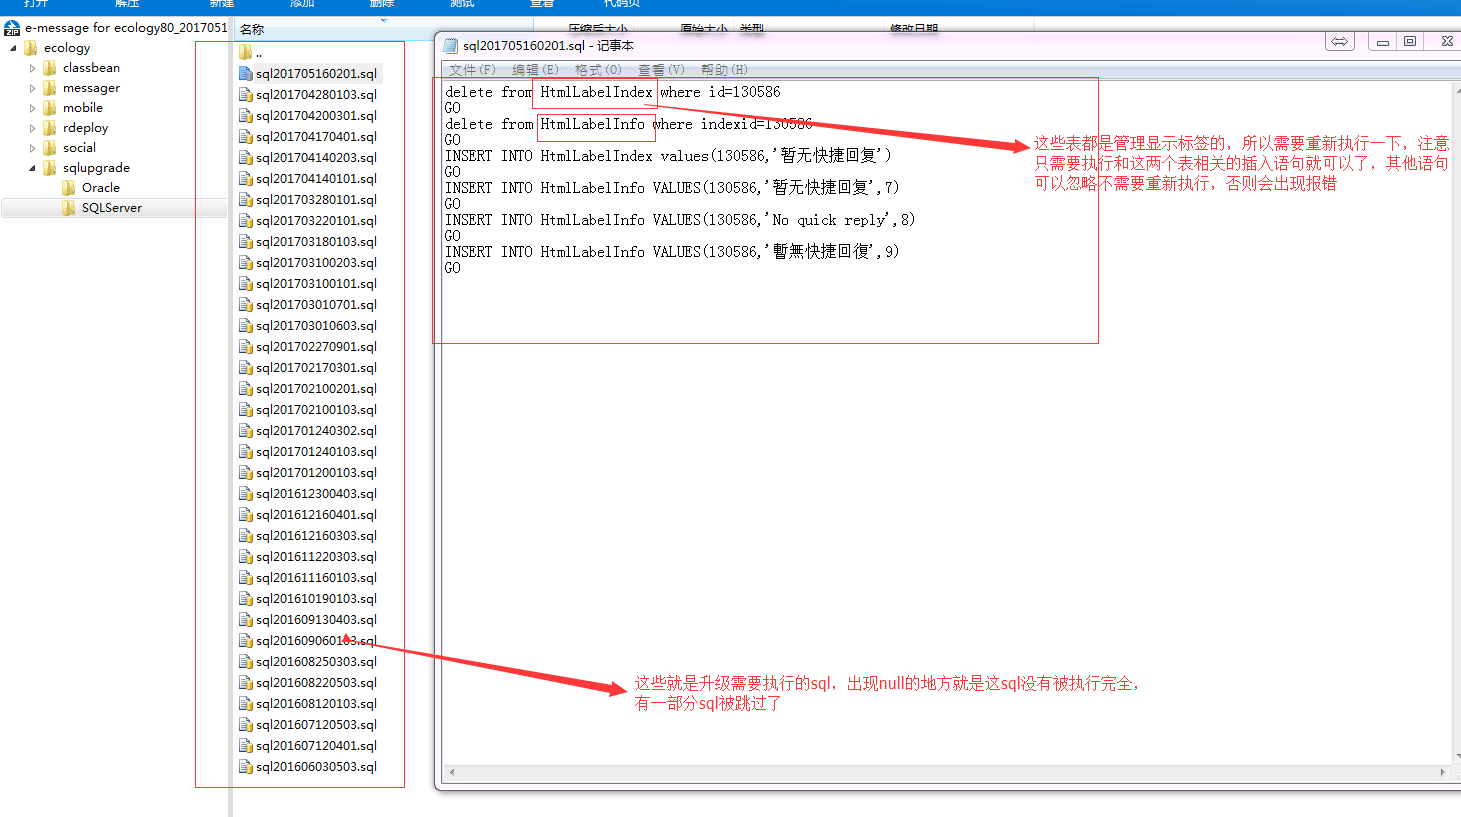 打开 解压 新建 添加 删除 测试 查看 代码页
e-message for ecology80_2017051
ecology
classbean
messager
mobile
rdeploy
social
sqlupgrade
Oracle
SQLServer
名称 压缩后大小 原始大小 类型 修改日期
..
sql201705160201.sql
sql201704280103.sql
sql201704200301.sql
sql201704170401.sql
sql201704140203.sql
sql201704140101.sql
sql201703280101.sql
sql201703220101.sql
sql201703180103.sql
sql201703100203.sql
sql201703100101.sql
sql201703010701.sql
sql201703010603.sql
sql201702270901.sql
sql201702170301.sql
sql201702100201.sql
sql201702100103.sql
sql201701240302.sql
sql201701240103.sql
sql201701200103.sql
sql201612300403.sql
sql201612160401.sql
sql201612160303.sql
sql201611220303.sql
sql201611160103.sql
sql201610190103.sql
sql201609130403.sql
sql201609060103.sql
sql201608250303.sql
sql201608220503.sql
sql201608120103.sql
sql201607120503.sql
sql201607120401.sql
sql201606030503.sql
sql201705160201.sql - 记事本
文件(F) 编辑(E) 格式(O) 查看(V) 帮助(H)
delete from HtmlLabelIndex where id=130586
GO
delete from HtmlLabelInfo where indexid=130586
GO
INSERT INTO HtmlLabelIndex values(130586,'暂无快捷回复')
GO
INSERT INTO HtmlLabelInfo VALUES(130586,'暂无快捷回复',7)
GO
INSERT INTO HtmlLabelInfo VALUES(130586,'No quick reply',8)
GO
INSERT INTO HtmlLabelInfo VALUES(130586,'暫無快捷回復',9)
GO
这些表都是管理显示标签的，所以需要重新执行一下，注意
只需要执行和这两个表相关的插入语句就可以了，其他语句
可以忽略不需要重新执行，否则会出现报错
这些就是升级需要执行的sql，出现null的地方就是这sql没有被执行完全，
有一部分sql被跳过了